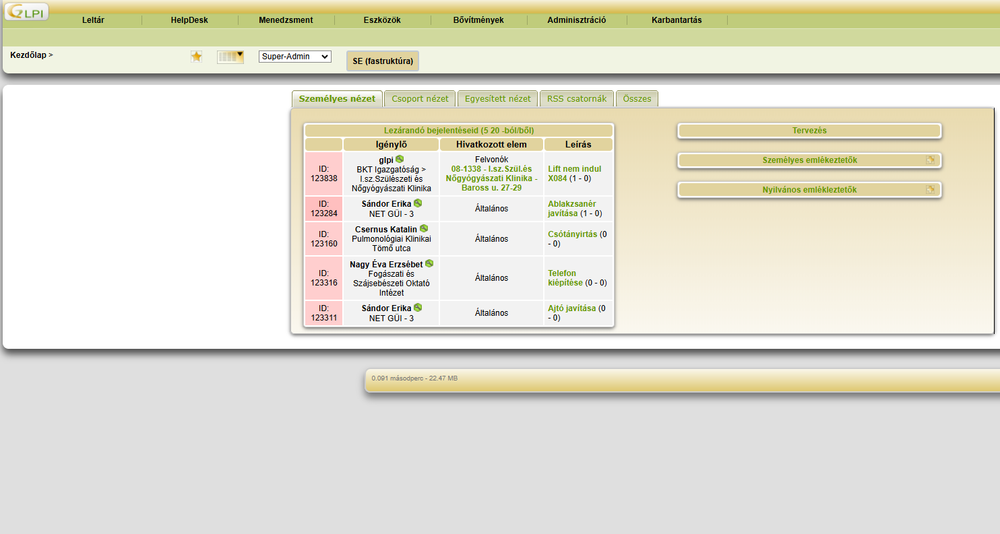 GLPI
Leltár HelpDesk Menedzsment Eszközök Bővítmények Adminisztráció Karbantartás
Kezdőlap > Super-Admin SE (fastruktúra)
Személyes nézet Csoport nézet Egyesített nézet RSS csatornák Összes
Lezárandó bejelentéseid (5 20 -ból/ből)
Igénylő Hivatkozott elem Leírás
ID:
123838
glpi
BKT Igazgatóság >
I.sz.Szülészeti és
Nőgyógyászati Klinika
Felvonók
08-1338 - I.sz.Szül.és
Nőgyógyászati Klinika -
Baross u. 27-29
Lift nem indul
X084 (1 - 0)
ID:
123284
Sándor Erika
NET GÜI - 3
Általános
Ablakzsanér
javítása (1 - 0)
ID:
123160
Csernus Katalin
Pulmonológiai Klinikai
Tömő utca
Általános
Csótányirtás (0
- 0)
ID:
123316
Nagy Éva Erzsébet
Fogászati és
Szájsebészeti Oktató
Intézet
Általános
Telefon
kiépítése (0 - 0)
ID:
123311
Sándor Erika
NET GÜI - 3
Általános
Ajtó javítása (0
- 0)
Tervezés
Személyes emlékeztetők
Nyilvános emlékleztetők
0.091 másodperc - 22.47 MB